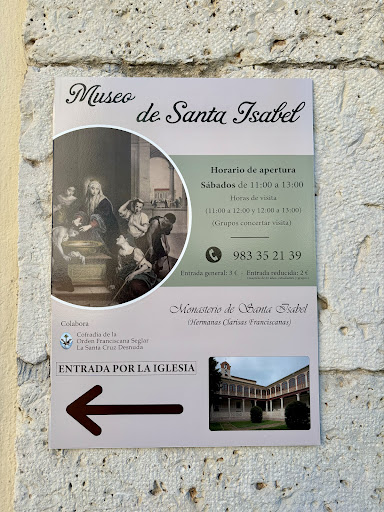 Museo
de Santa Isabel
Horario de apertura
Sábados de 11:00 a 13:00
Horas de visita
(11:00 a 12:00 y 12:00 a 13:00)
(Grupos concertar visita)
983 35 21 39
Entrada general: 3 € Entrada reducida: 2 €
Monasterio de Santa Isabel
(Hermanas Clarisas Franciscanas)
Colabora
Cofradía de la
Orden Franciscana Seglar
La Santa Cruz Desnuda
ENTRADA POR LA IGLESIA